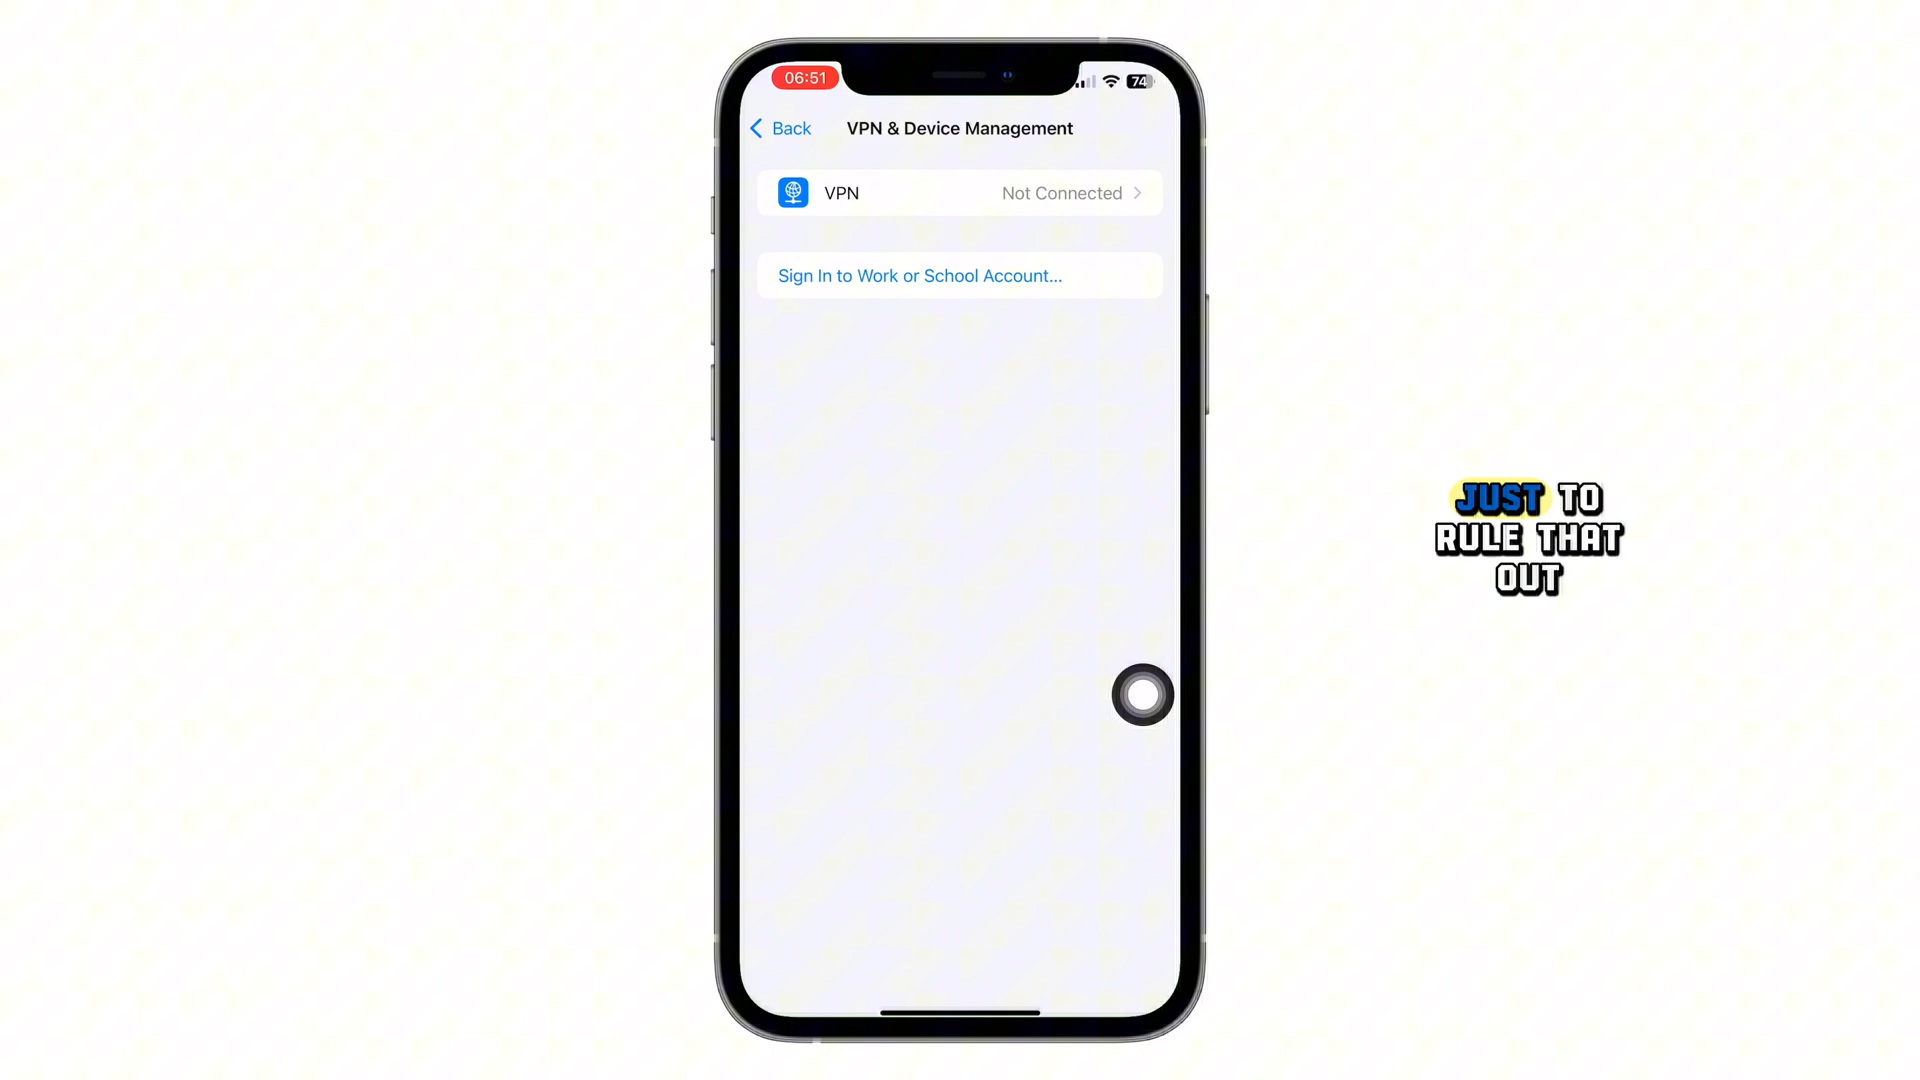 06:51
74
Back
VPN & Device Management
VPN
Not Connected
Sign In to Work or School Account...
JUST TO
RULE THAT
OUT